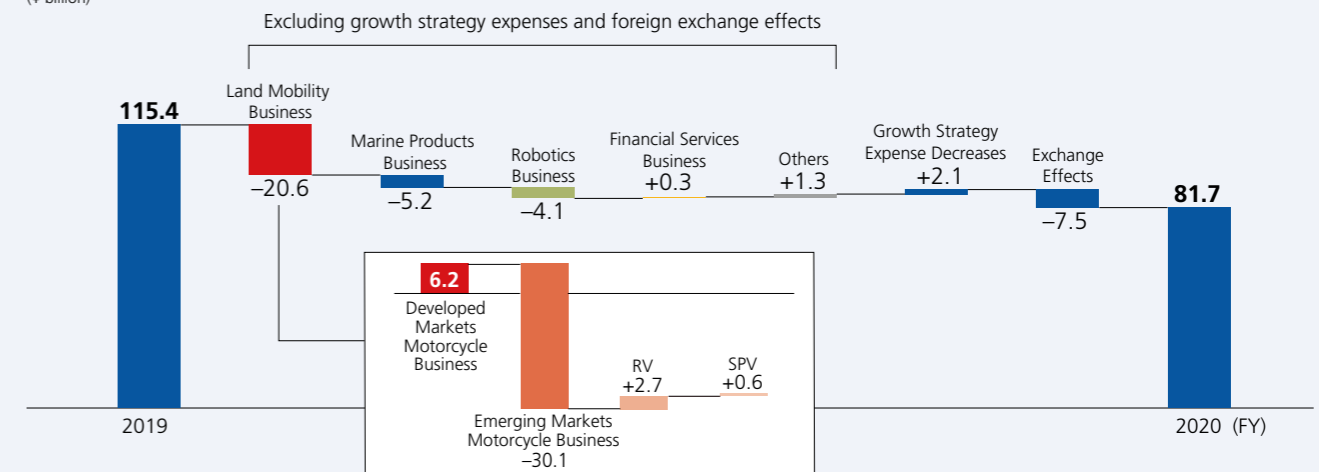 (¥ billion)
Excluding growth strategy expenses and foreign exchange effects
115.4
Land Mobility
Business
–20.6
Marine Products
Business
–5.2
Robotics
Business
–4.1
Financial Services
Business
+0.3
Others
+1.3
Growth Strategy
Expense Decreases
+2.1
Exchange
Effects
–7.5
81.7
6.2
Developed
Markets
Motorcycle
Business
Emerging Markets
Motorcycle Business
–30.1
RV
+2.7
SPV
+0.6
2019
2020 (FY)